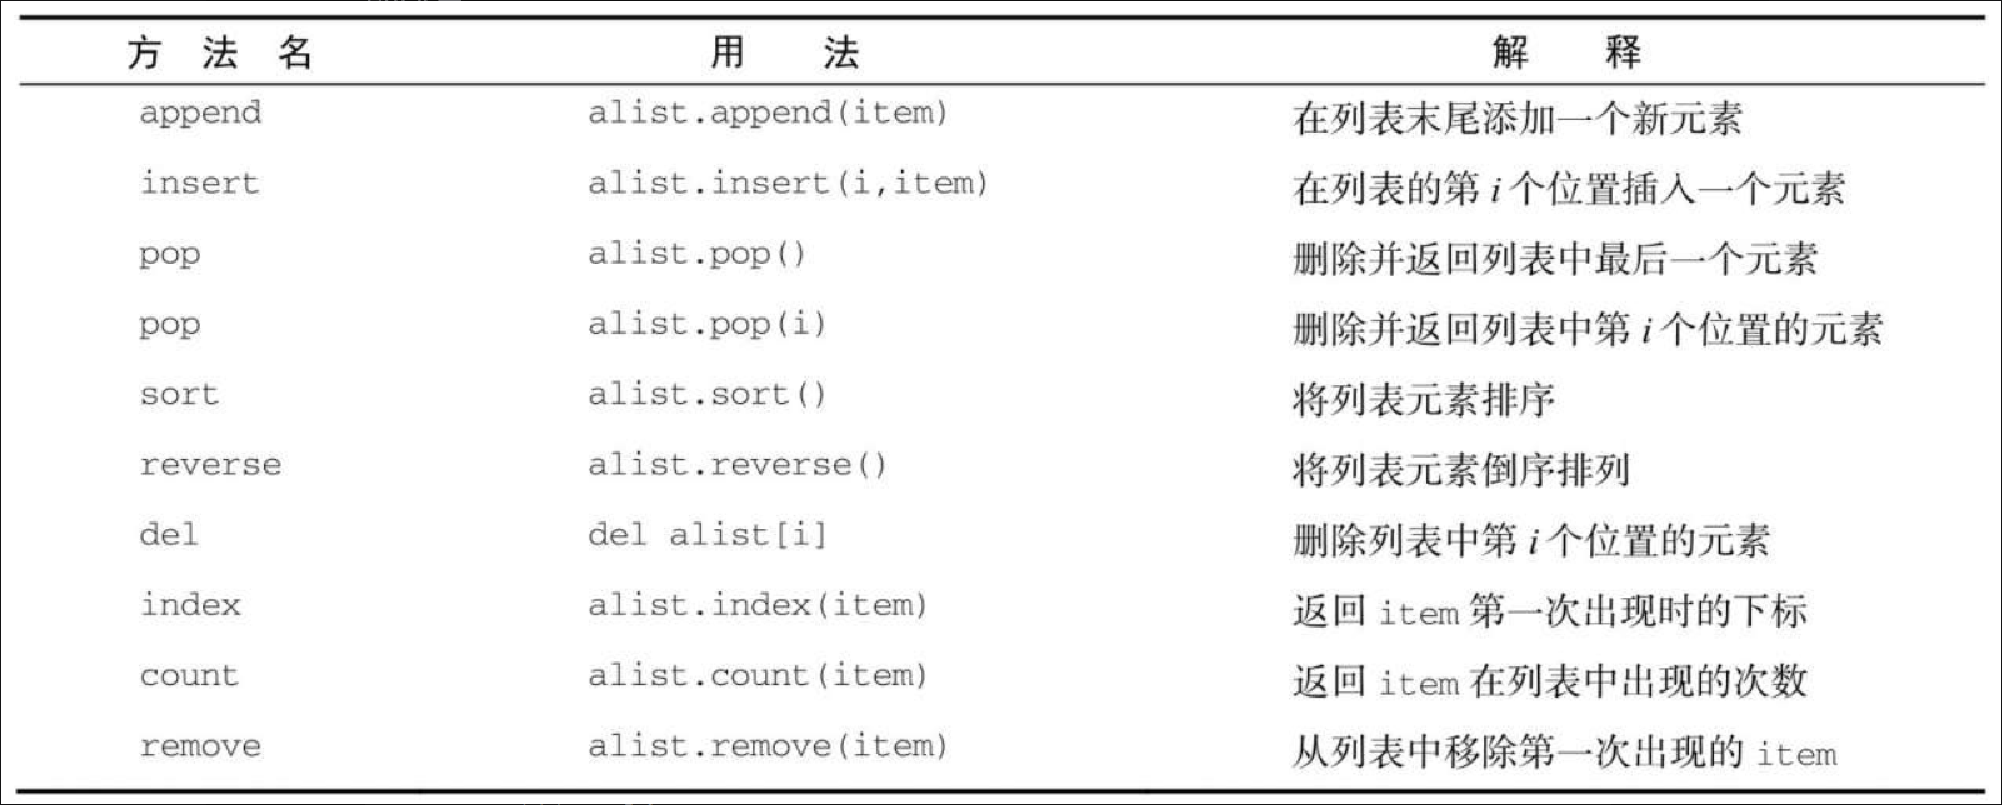 方 法 名 用 法 解 释
append alist.append(item) 在列表末尾添加一个新元素
insert alist.insert(i,item) 在列表的第 i 个位置插入一个元素
pop alist.pop() 删除并返回列表中最后一个元素
pop alist.pop(i) 删除并返回列表中第 i 个位置的元素
sort alist.sort() 将列表元素排序
reverse alist.reverse() 将列表元素倒序排列
del del alist[i] 删除列表中第 i 个位置的元素
index alist.index(item) 返回 item 第一次出现时的下标
count alist.count(item) 返回 item 在列表中出现的次数
remove alist.remove(item) 从列表中移除第一次出现的 item